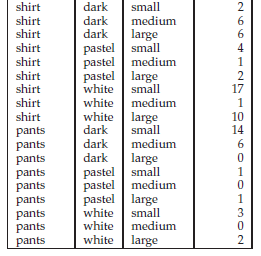 shirt dark small 2
shirt dark medium 6
shirt dark large 6
shirt pastel small 4
shirt pastel medium 1
shirt pastel large 2
shirt white small 17
shirt white medium 1
shirt white large 10
pants dark small 14
pants dark medium 6
pants dark large 0
pants pastel small 1
pants pastel medium 0
pants pastel large 1
pants white small 3
pants white medium 0
pants white large 2